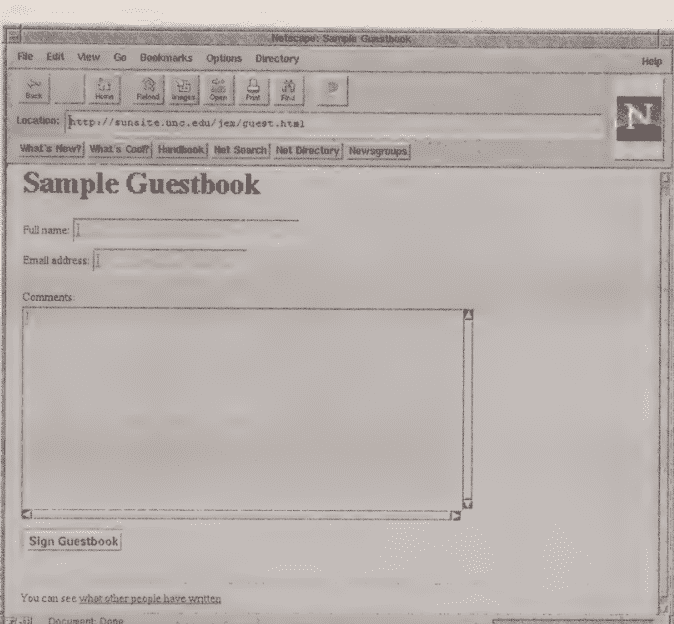 Netscape: Sample Guestbook
File Edit View Go Bookmarks Options Directory Help
Back Home Reload Images Open Print Find
N
Location: http://sunsite.unc.edu/jex/guest.html
What's New? What's Cool? Handbook Net Search Net Directory Newsgroups
Sample Guestbook
Full name:
Email address:
Comments:
Sign Guestbook
You can see what other people have written
Document: Done